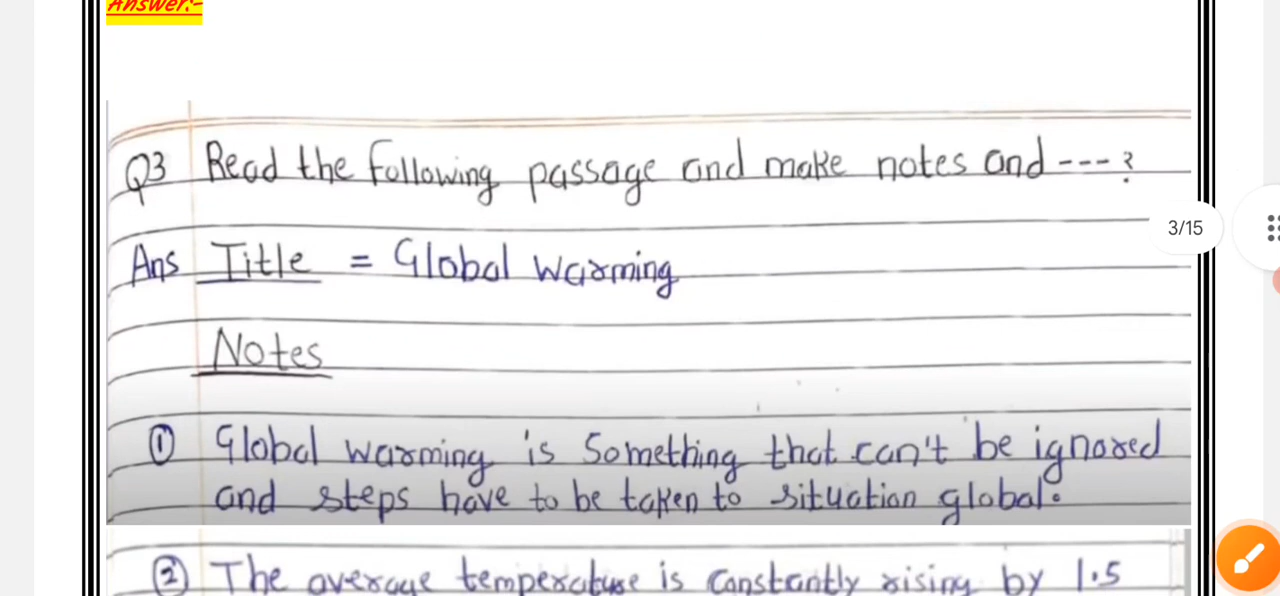 Answer:-
Q3 Read the following passage and make notes and ---?
Ans Title = Global warming
3/15
Notes
① Global warming is Something that can't be ignored
and steps have to be taken to situation global.
② The average temperature is Constantly rising by 1.5